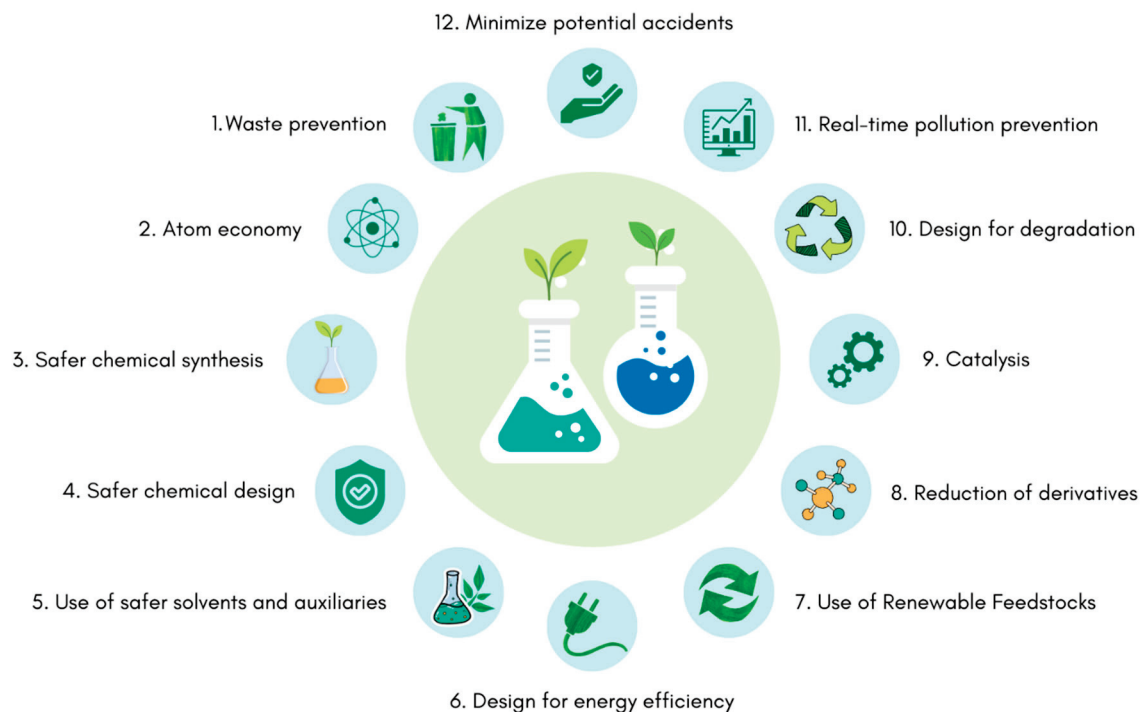 12. Minimize potential accidents
1.Waste prevention
11. Real-time pollution prevention
2. Atom economy
10. Design for degradation
3. Safer chemical synthesis
9. Catalysis
4. Safer chemical design
8. Reduction of derivatives
5. Use of safer solvents and auxiliaries
7. Use of Renewable Feedstocks
6. Design for energy efficiency